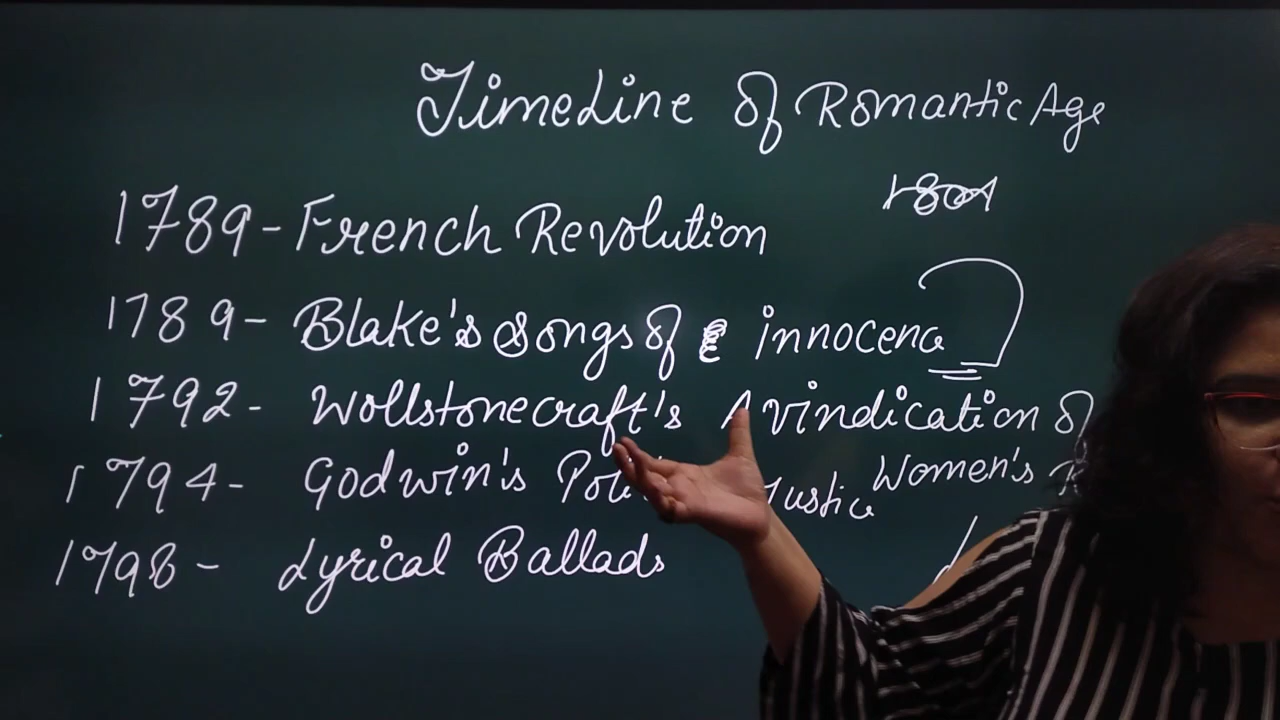 TimeLine of Romantic Age
1789 - French Revolution
1789 - Blake's Songs of innocence
1792 - Wollstonecraft's A vindication of
Women's
1794 - Godwin's Justice
1798 - Lyrical Ballads